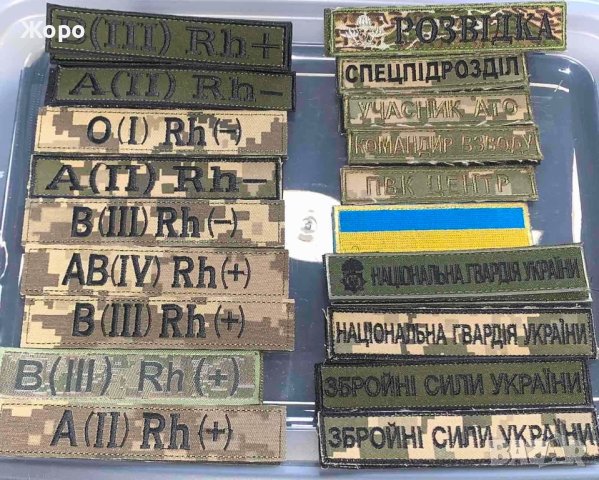 Жоро
B(III) Rh+
A(II) Rh-
O(I) Rh(-)
A(II) Rh-
B(III) Rh(-)
AB(IV) Rh(+)
B(III) Rh(+)
B(III) Rh(+)
A(II) Rh(+)
РОЗВІДКА
СПЕЦПІДРОЗДІЛ
УЧАСНИК АТО
КОМАНДИР ВЗВОДУ
ПВК ЦЕНТР
НАЦІОНАЛЬНА ГВАРДІЯ УКРАЇНИ
НАЦІОНАЛЬНА ГВАРДІЯ УКРАЇНИ
ЗБРОЙНІ СИЛИ УКРАЇНИ
ЗБРОЙНІ СИЛИ УКРАЇНИ